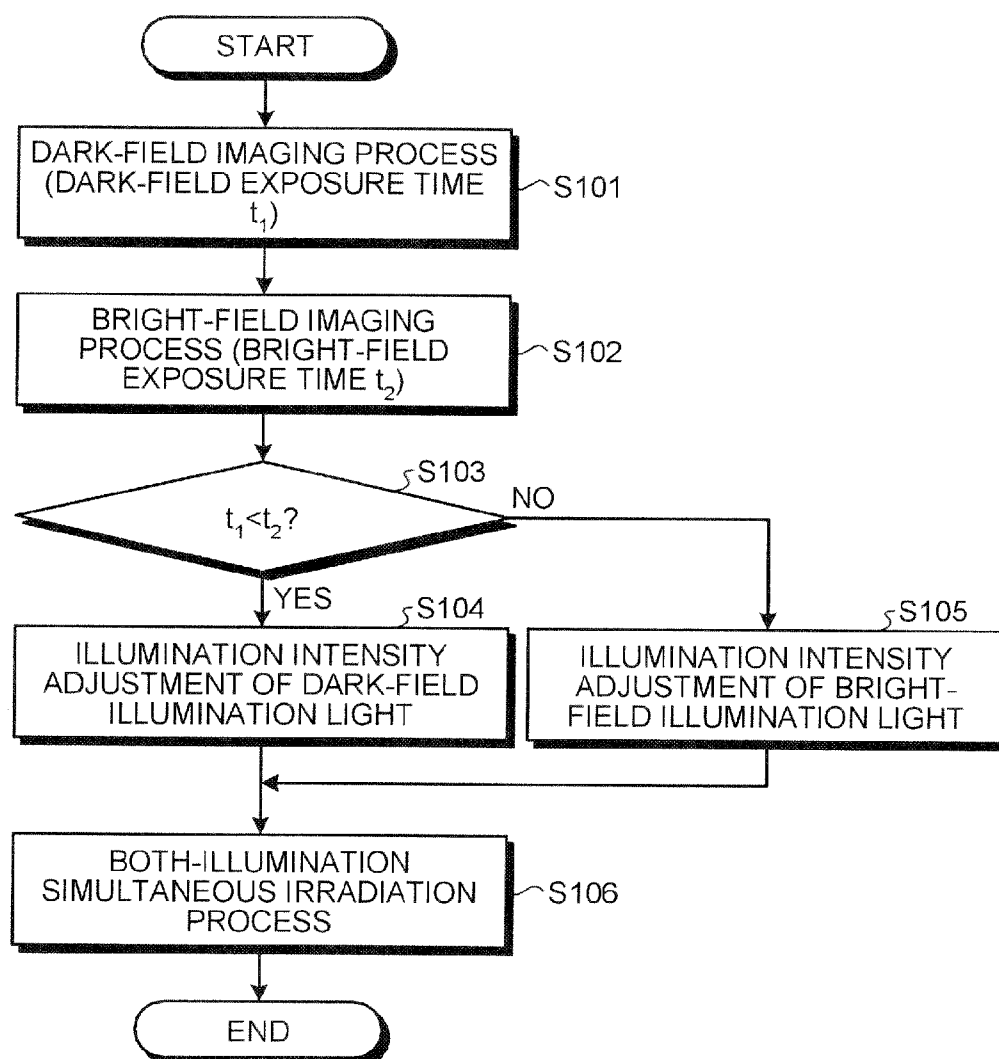 START
DARK-FIELD IMAGING PROCESS
(DARK-FIELD EXPOSURE TIME
t₁)
S101
BRIGHT-FIELD IMAGING
PROCESS (BRIGHT-FIELD
EXPOSURE TIME t₂)
S102
S103
t₁<t₂?
NO
YES
S104
ILLUMINATION INTENSITY
ADJUSTMENT OF DARK-FIELD
ILLUMINATION LIGHT
S105
ILLUMINATION INTENSITY
ADJUSTMENT OF BRIGHT-
FIELD ILLUMINATION LIGHT
BOTH-ILLUMINATION
SIMULTANEOUS IRRADIATION
PROCESS
S106
END